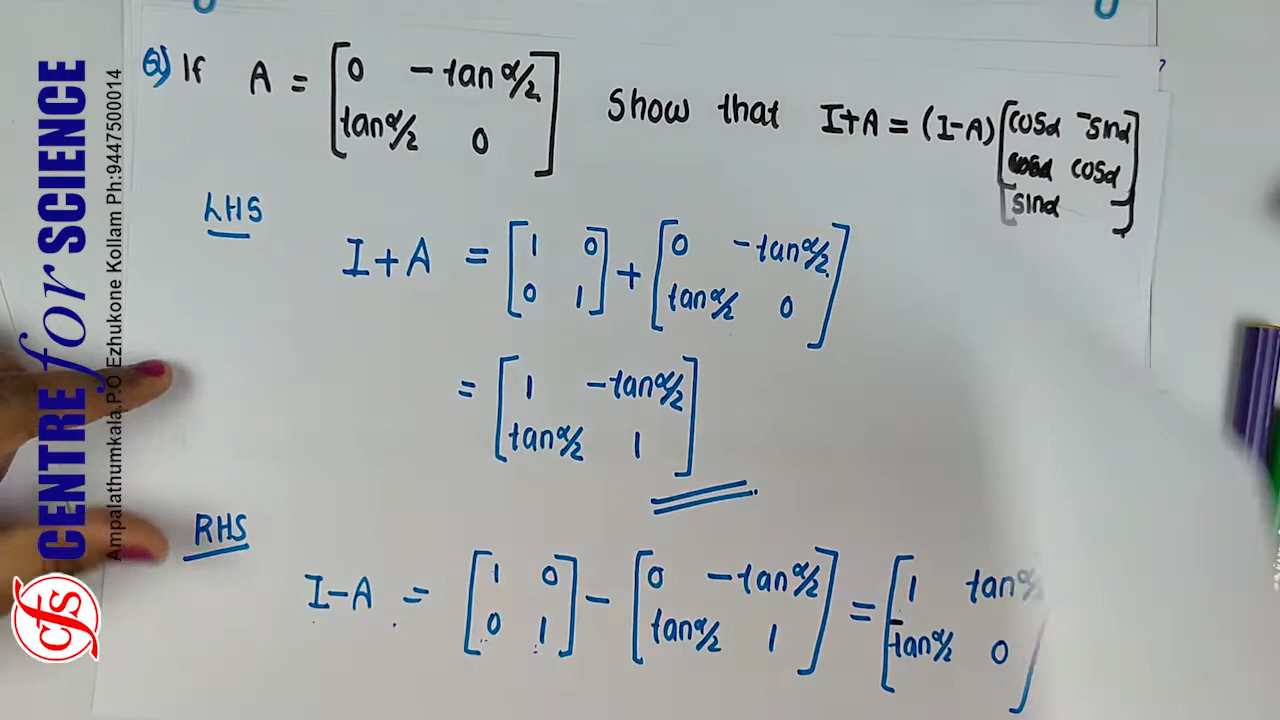 Q) If A = [0 -tan α/2
tan α/2 0] Show that I+A = (I-A) [cosα -sinα
cosα
sinα]
LHS
I+A = [1 0
0 1] + [0 -tan α/2
tan α/2 0]
= [1 -tan α/2
tan α/2 1]
RHS
I-A = [1 0
0 1] - [0 -tan α/2
tan α/2 1] = [1 tan α/
-tan α/2 0]
CENTRE for SCIENCE
Ampalathumkala.P.O Ezhukone Kollam Ph:9447500014
cfs